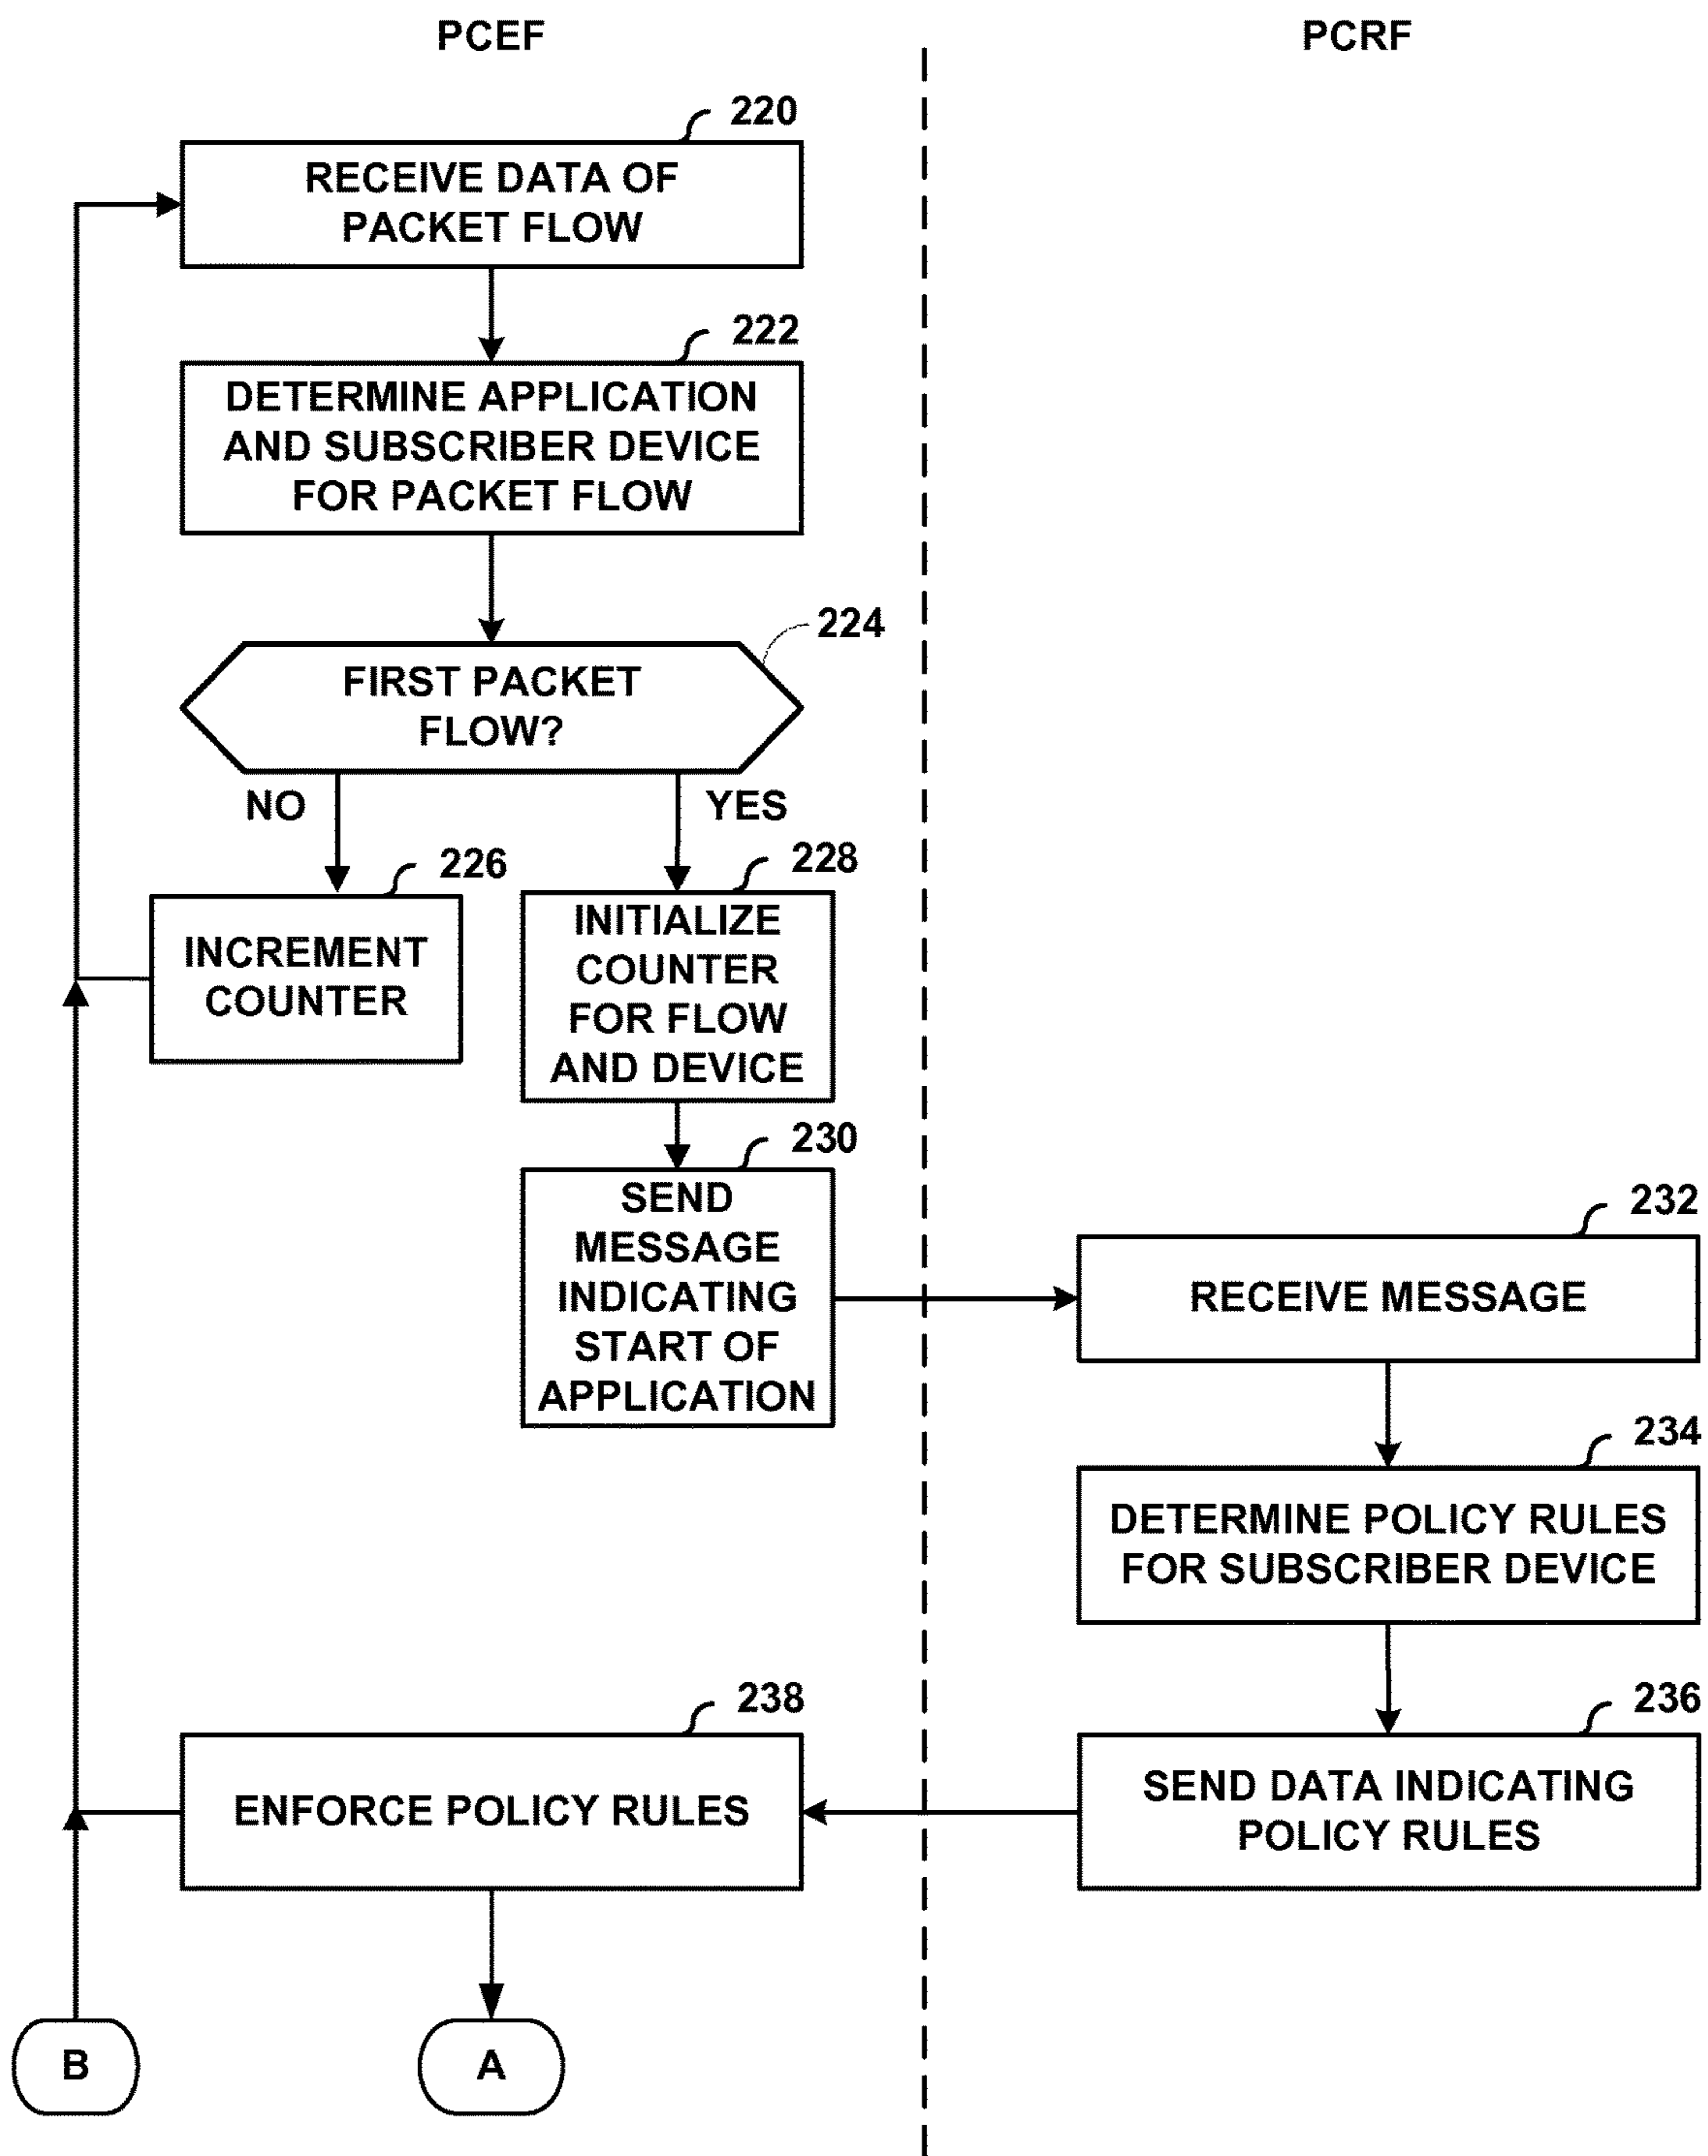 PCEF
PCRF
220
RECEIVE DATA OF
PACKET FLOW
222
DETERMINE APPLICATION
AND SUBSCRIBER DEVICE
FOR PACKET FLOW
224
FIRST PACKET
FLOW?
NO
YES
226
INCREMENT
COUNTER
228
INITIALIZE
COUNTER
FOR FLOW
AND DEVICE
230
SEND
MESSAGE
INDICATING
START OF
APPLICATION
232
RECEIVE MESSAGE
234
DETERMINE POLICY RULES
FOR SUBSCRIBER DEVICE
236
SEND DATA INDICATING
POLICY RULES
238
ENFORCE POLICY RULES
B
A